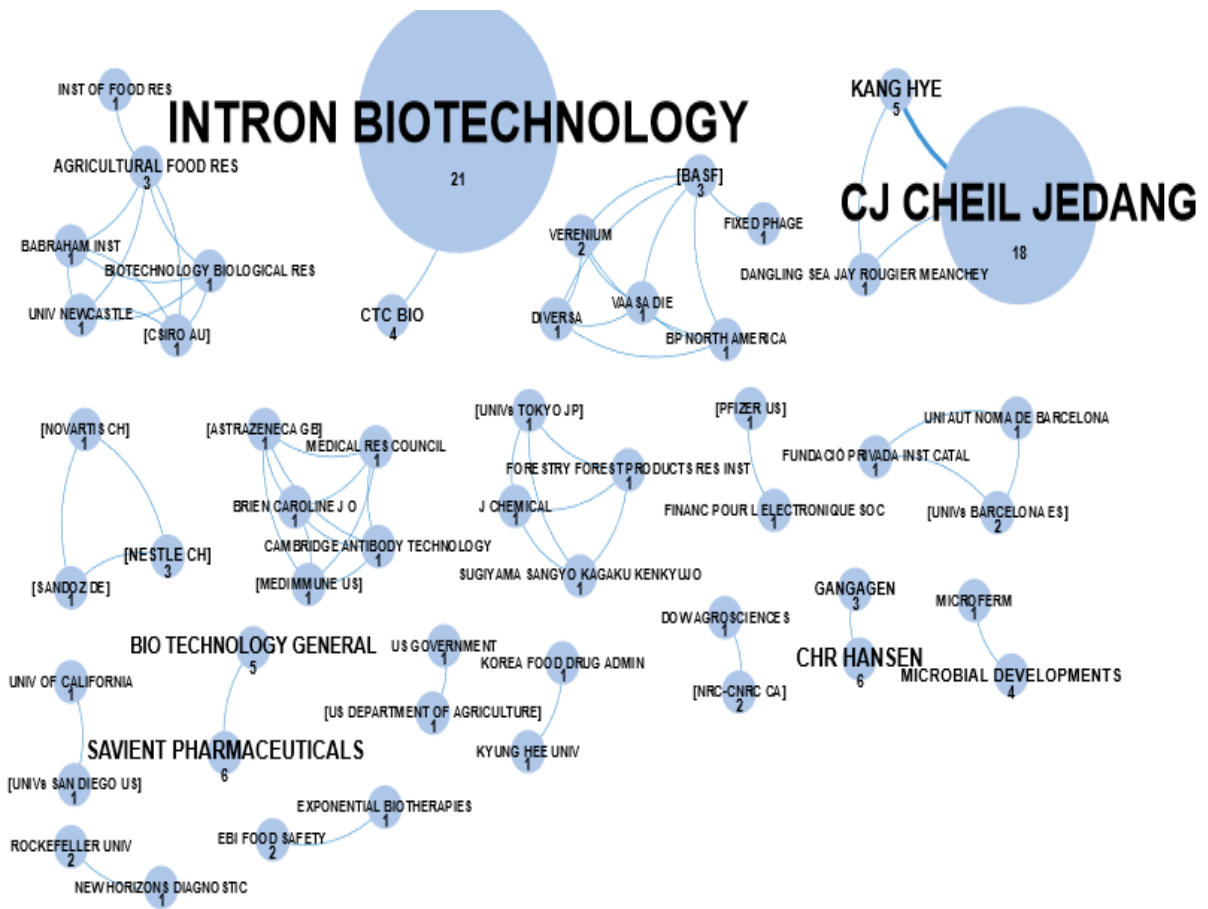 INST OF FOOD RES
1
INTRON BIOTECHNOLOGY
21
KANG HYE
5
AGRICULTURAL FOOD RES
3
[BASF]
3
CJ CHEIL JEDANG
18
FIXED PHAGE
1
VERENIUM
2
BABRAHAM INST
1
BIOTECHNOLOGY BIOLOGICAL RES
1
DANGLING SEA JAY ROUGIER MEANCHEY
1
VAASA DIE
1
UNIV NEWCASTLE
1
CTC BIO
4
DIVERSA
1
[CSIRO AU]
1
BP NORTH AMERICA
1
[NOVARTIS CH]
1
[ASTRAZENECA GB]
1
MEDICAL RES COUNCIL
1
[UNIVs TOKYO JP]
1
[PFIZER US]
1
UNI AUT NOMA DE BARCELONA
1
FUNDACIÓ PRIVADA INST CATAL
1
FORESTRY FOREST PRODUCTS RES INST
1
BRIEN CAROLINE J O
1
J CHEMICAL
1
FINANC POUR L ELECTRONIQUE SOC
1
[UNIVs BARCELONA ES]
2
CAMBRIDGE ANTIBODY TECHNOLOGY
1
[NESTLE CH]
3
[SANDOZ DE]
1
[MEDIMMUNE US]
1
SUGIYAMA SANGYO KAGAKU KENKYUJO
1
GANGAGEN
3
MICROFERM
1
DOW AGROSCIENCES
1
BIO TECHNOLOGY GENERAL
5
US GOVERNMENT
1
KOREA FOOD DRUG ADMIN
1
CHR HANSEN
6
MICROBIAL DEVELOPMENTS
4
UNIV OF CALIFORNIA
1
[NRC-CNRC CA]
2
[US DEPARTMENT OF AGRICULTURE]
1
SAVIENT PHARMACEUTICALS
6
KYUNG HEE UNIV
1
[UNIVs SAN DIEGO US]
1
EXPONENTIAL BIOTHERAPIES
1
EBI FOOD SAFETY
2
ROCKEFELLER UNIV
2
NEW HORIZONS DIAGNOSTIC
1